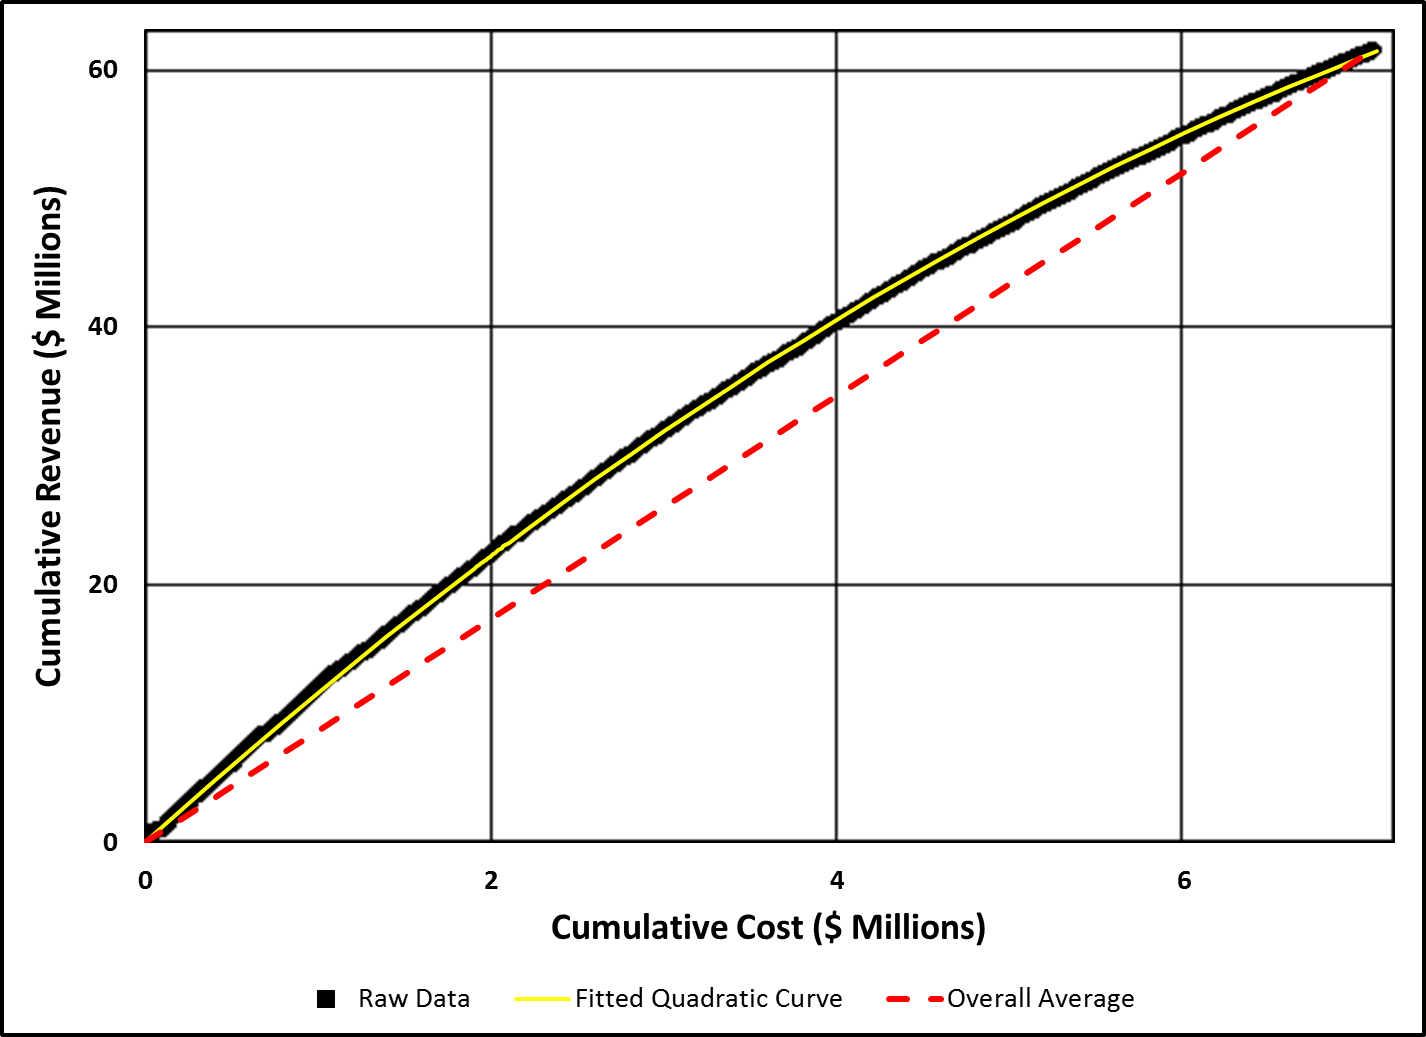 60
40
20
0
Cumulative Revenue ($ Millions)
0 2 4 6
Cumulative Cost ($ Millions)
Raw Data Fitted Quadratic Curve Overall Average